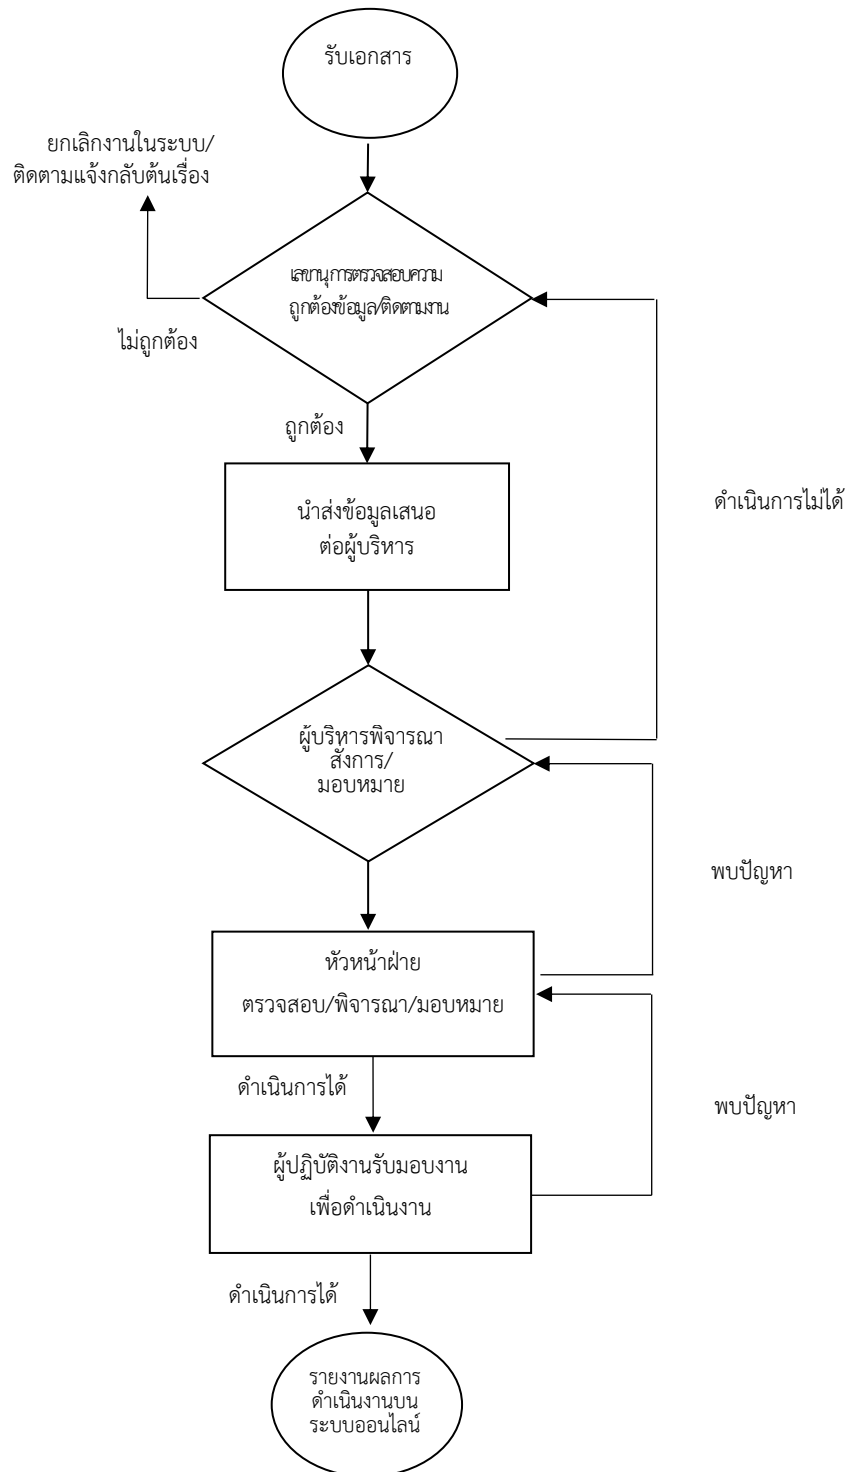 รับเอกสาร
ยกเลิกงานในระบบ/
ติดตามแจ้งกลับต้นเรื่อง
เลขานุการตรวจสอบความ
ถูกต้องข้อมูล/ติดตามงาน
ไม่ถูกต้อง
ถูกต้อง
นำส่งข้อมูลเสนอ
ต่อผู้บริหาร
ดำเนินการไม่ได้
ผู้บริหารพิจารณา
สั่งการ/
มอบหมาย
พบปัญหา
หัวหน้าฝ่าย
ตรวจสอบ/พิจารณา/มอบหมาย
ดำเนินการได้
พบปัญหา
ผู้ปฏิบัติงานรับมอบงาน
เพื่อดำเนินงาน
ดำเนินการได้
รายงานผลการ
ดำเนินงานบน
ระบบออนไลน์